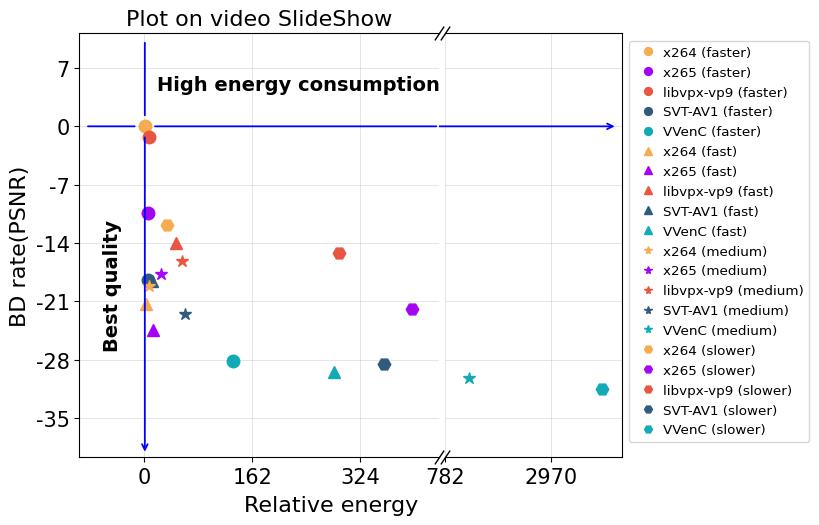 Plot on video SlideShow
High energy consumption
Best quality
BD rate(PSNR)
7
0
-7
-14
-21
-28
-35
0
162
324
782
2970
Relative energy
x264 (faster)
x265 (faster)
libvpx-vp9 (faster)
SVT-AV1 (faster)
VVenC (faster)
x264 (fast)
x265 (fast)
libvpx-vp9 (fast)
SVT-AV1 (fast)
VVenC (fast)
x264 (medium)
x265 (medium)
libvpx-vp9 (medium)
SVT-AV1 (medium)
VVenC (medium)
x264 (slower)
x265 (slower)
libvpx-vp9 (slower)
SVT-AV1 (slower)
VVenC (slower)